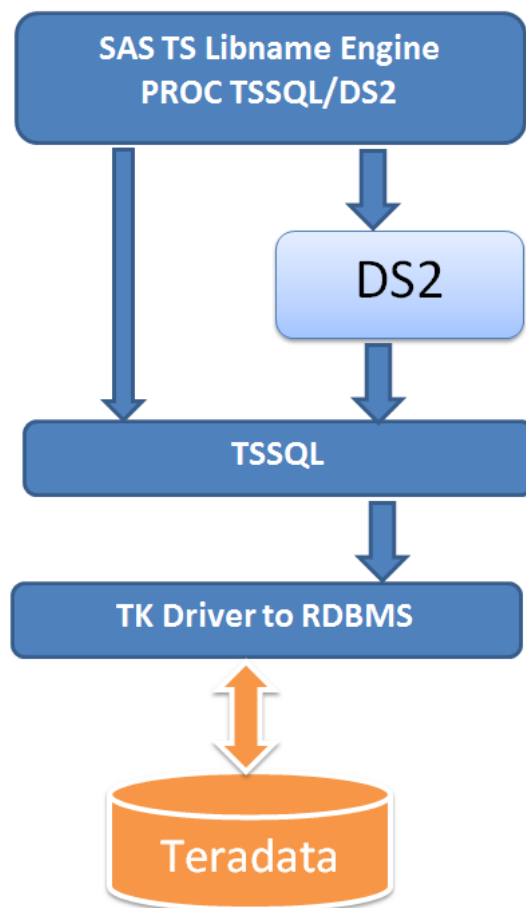 SAS TS Libname Engine
PROC TSSQL/DS2
DS2
TSSQL
TK Driver to RDBMS
Teradata